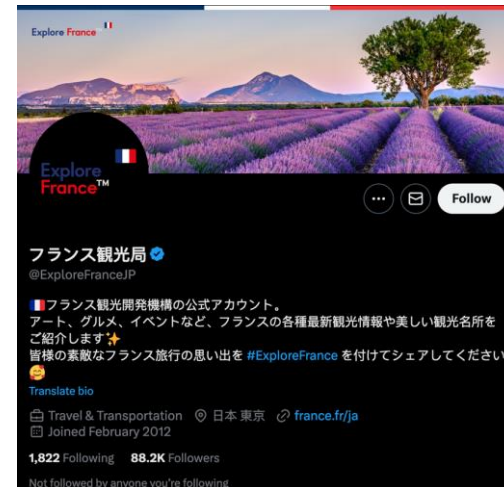 Explore France
Explore
France™
Follow
フランス観光局
@ExploreFranceJP
🇫🇷フランス観光開発機構の公式アカウント。
アート、グルメ、イベントなど、フランスの各種最新観光情報や美しい観光名所を
ご紹介します✨
皆様の素敵なフランス旅行の思い出を #ExploreFrance を付けてシェアしてください
🥰
Translate bio
Travel & Transportation 日本 東京 france.fr/ja
Joined February 2012
1,822 Following 88.2K Followers
Not followed by anyone you're following